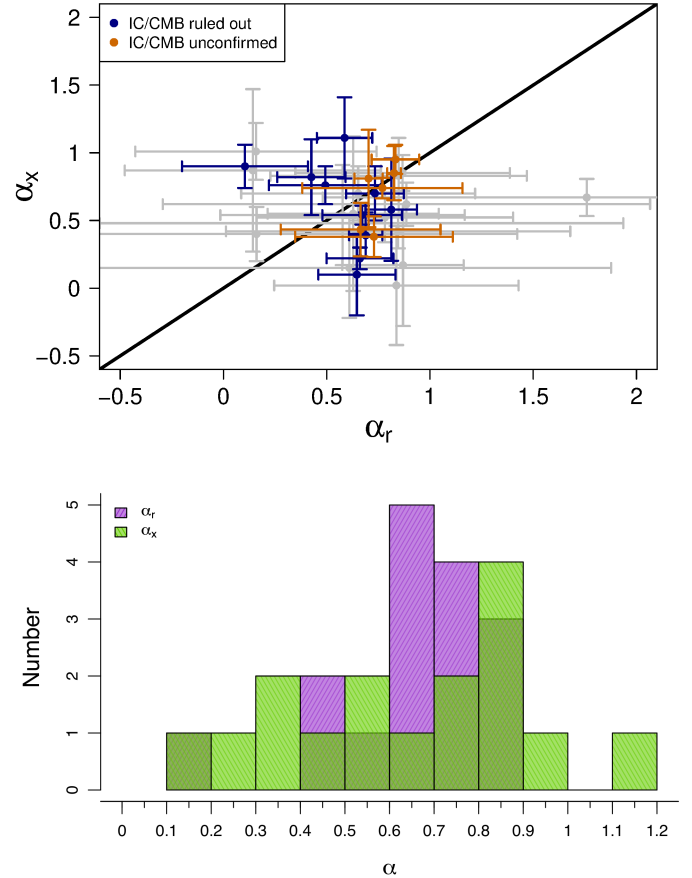 IC/CMB ruled out
IC/CMB unconfirmed
2
1.5
1
0.5
0
−0.5
αx
−0.5 0 0.5 1 1.5 2
αr
αr
αx
5
4
3
2
1
0
Number
0 0.1 0.2 0.3 0.4 0.5 0.6 0.7 0.8 0.9 1 1.1 1.2
α